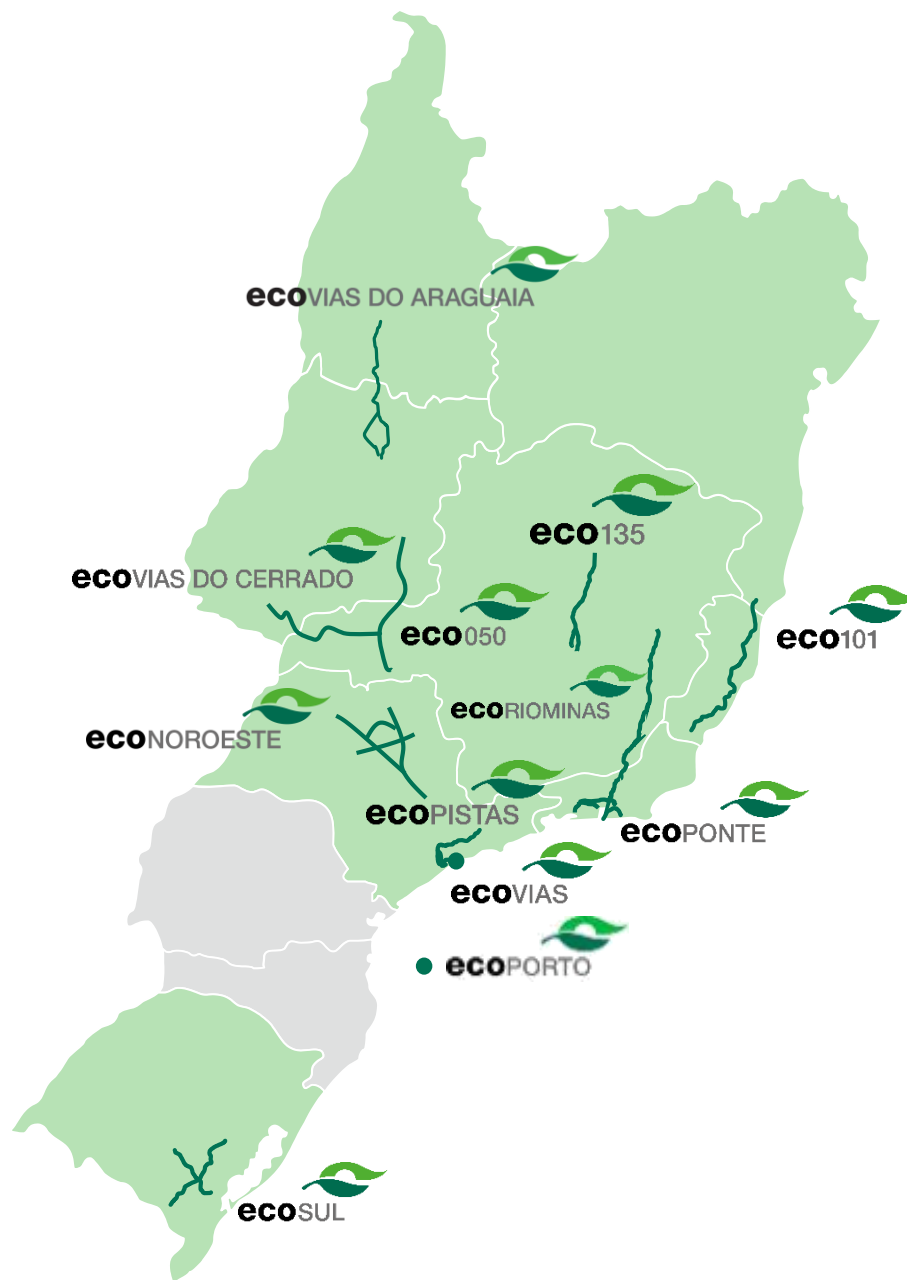 ecoVIAS DO ARAGUAIA
eco135
ecoVIAS DO CERRADO
eco050
eco101
ecoRIOMINAS
ecoNOROESTE
ecoPISTAS
ecoPONTE
ecoVIAS
ecoPORTO
ecoSUL